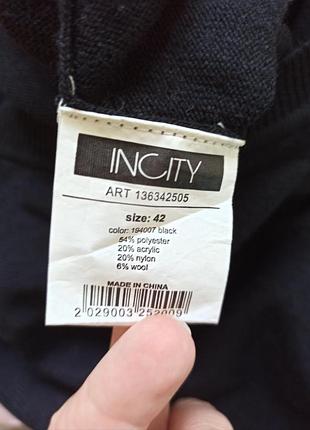 INCITY
ART 136342505
size: 42
color: 194007 black
54% polyester
20% acrylic
20% nylon
6% wool
MADE IN CHINA
2 029003 252009